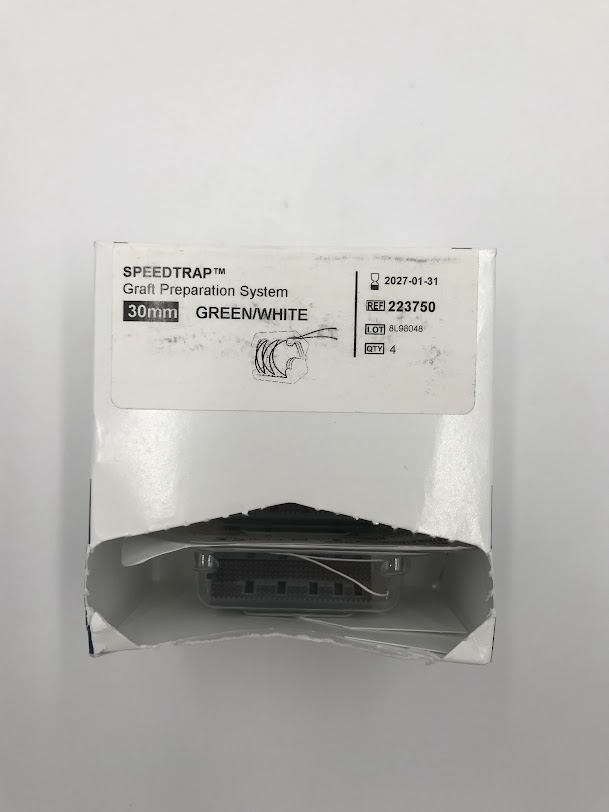 SPEEDTRAP™
Graft Preparation System
30mm GREEN/WHITE
2027-01-31
REF 223750
LOT 8L98048
QTY 4